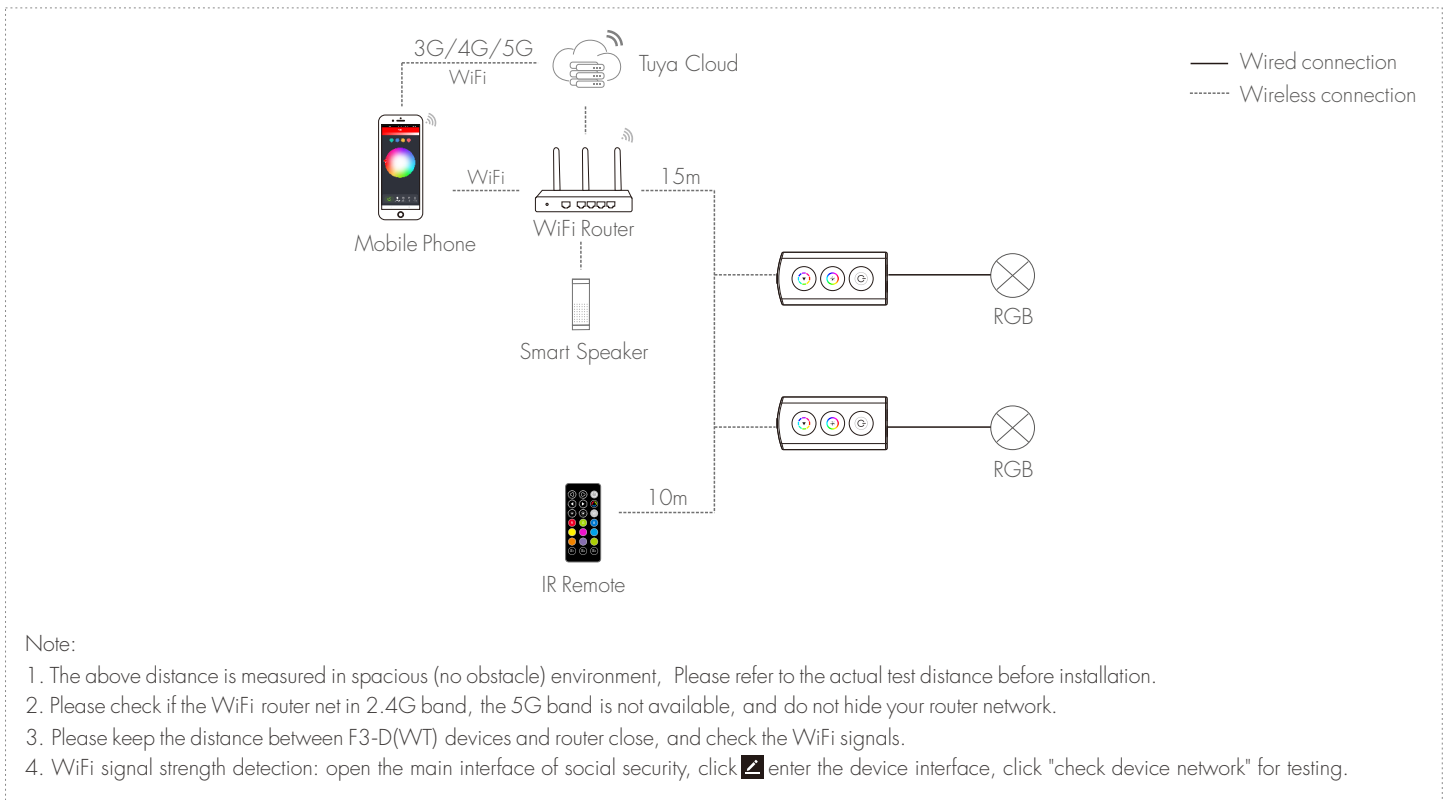 3G/4G/5G
WiFi
Tuya Cloud
Wired connection
Wireless connection
WiFi
15m
Mobile Phone
WiFi Router
Smart Speaker
RGB
RGB
10m
IR Remote
Note:
1. The above distance is measured in spacious (no obstacle) environment, Please refer to the actual test distance before installation.
2. Please check if the WiFi router net in 2.4G band, the 5G band is not available, and do not hide your router network.
3. Please keep the distance between F3-D(WT) devices and router close, and check the WiFi signals.
4. WiFi signal strength detection: open the main interface of social security, click enter the device interface, click "check device network" for testing.